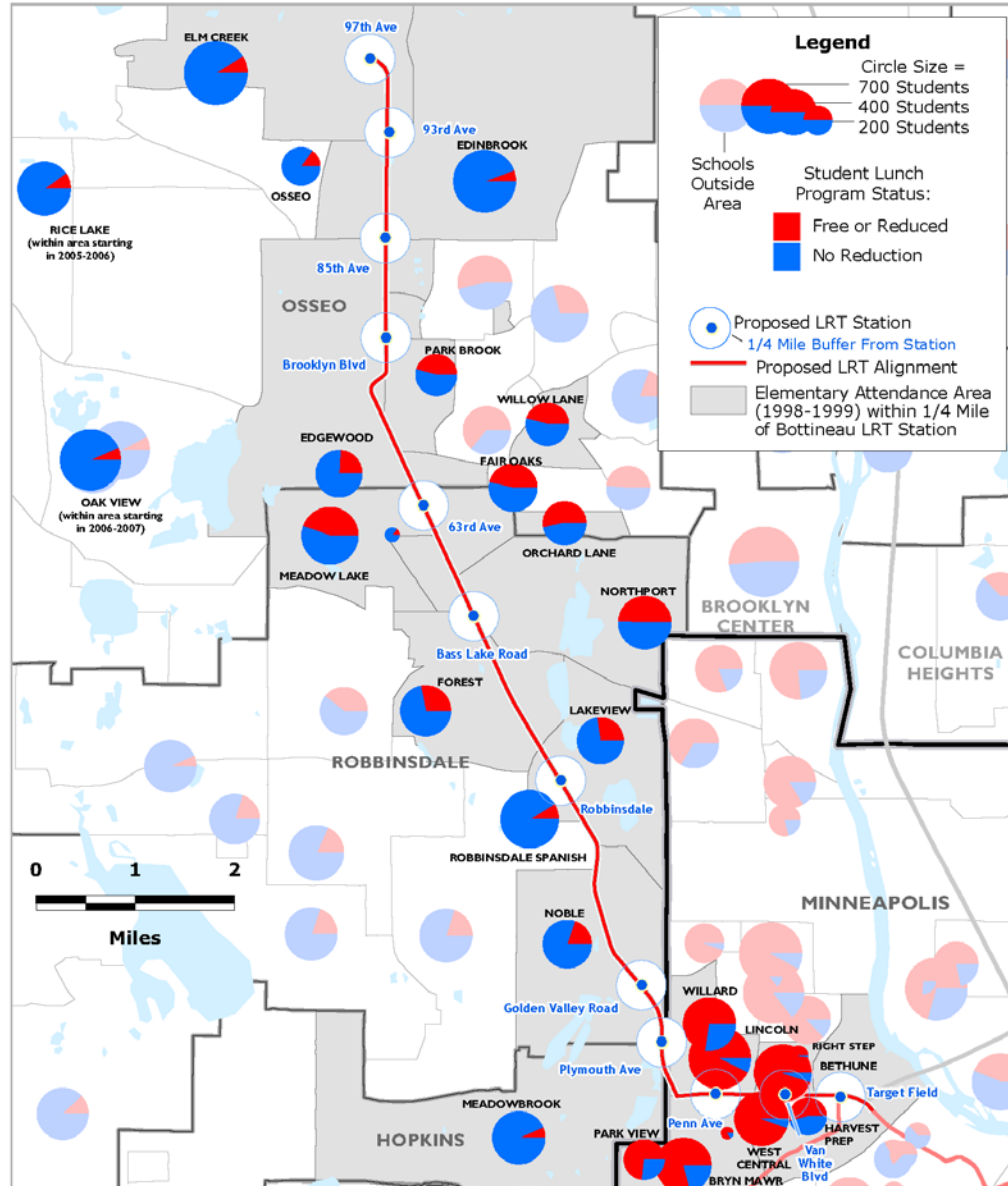 97th Ave
ELM CREEK
93rd Ave
EDINBROOK
OSSEO
RICE LAKE
(within area starting
in 2005-2006)
85th Ave
OSSEO
Brooklyn Blvd
PARK BROOK
WILLOW LANE
EDGEWOOD
FAIR OAKS
OAK VIEW
(within area starting
in 2006-2007)
63rd Ave
MEADOW LAKE
ORCHARD LANE
NORTHPORT
BROOKLYN
CENTER
COLUMBIA
HEIGHTS
Bass Lake Road
FOREST
LAKEVIEW
ROBBINSDALE
Robbinsdale
ROBBINSDALE SPANISH
0 1 2
Miles
MINNEAPOLIS
NOBLE
Golden Valley Road
WILLARD
LINCOLN
RIGHT STEP
BETHUNE
Plymouth Ave
Target Field
MEADOWBROOK
HOPKINS
PARK VIEW
Penn Ave
HARVEST
PREP
WEST
CENTRAL
Van
White
Blvd
BRYN MAWR
Legend
Circle Size =
700 Students
400 Students
200 Students
Schools
Outside
Area
Student Lunch
Program Status:
Free or Reduced
No Reduction
Proposed LRT Station
1/4 Mile Buffer From Station
Proposed LRT Alignment
Elementary Attendance Area
(1998-1999) within 1/4 Mile
of Bottineau LRT Station